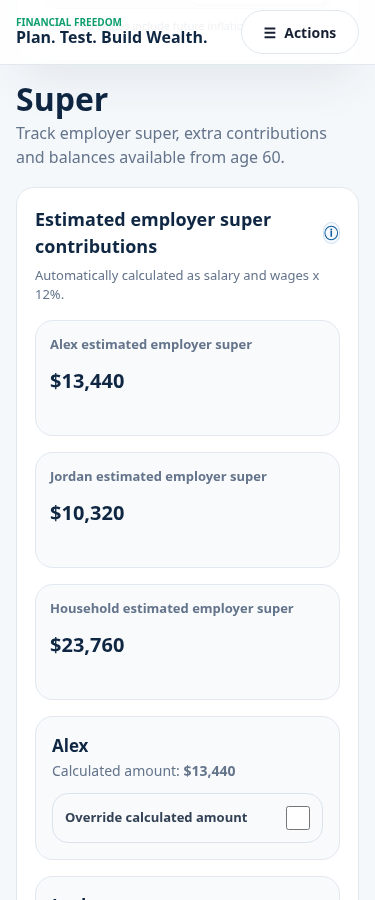 FINANCIAL FREEDOM
Plan. Test. Build Wealth.
☰ Actions
Super
Track employer super, extra contributions
and balances available from age 60.
Estimated employer super
contributions
Automatically calculated as salary and wages x
12%.
Alex estimated employer super
$13,440
Jordan estimated employer super
$10,320
Household estimated employer super
$23,760
Alex
Calculated amount: $13,440
Override calculated amount